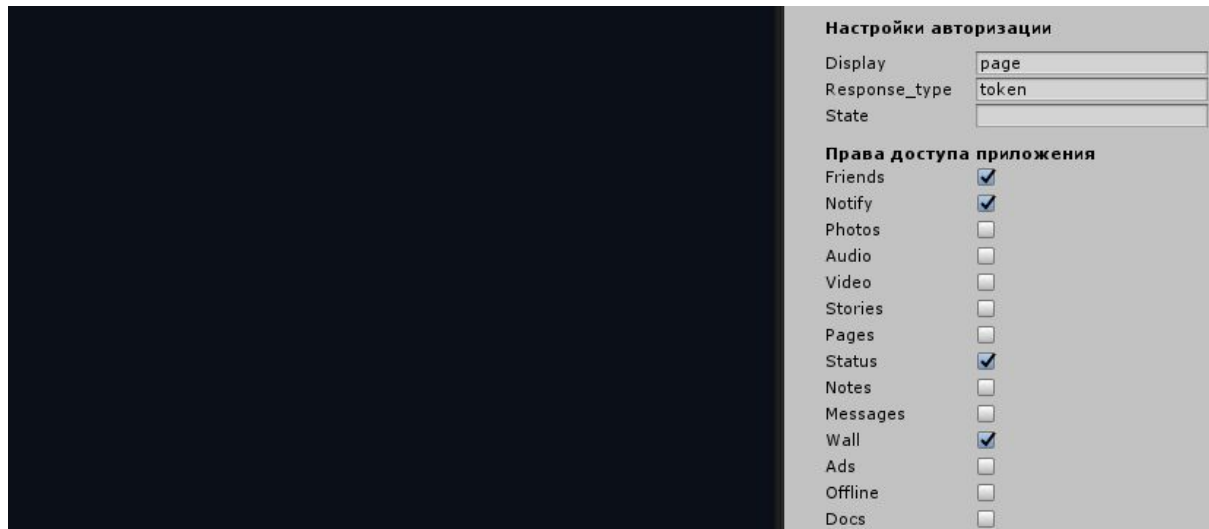 Настройки авторизации
Display page
Response_type token
State
Права доступа приложения
Friends
Notify
Photos
Audio
Video
Stories
Pages
Status
Notes
Messages
Wall
Ads
Offline
Docs